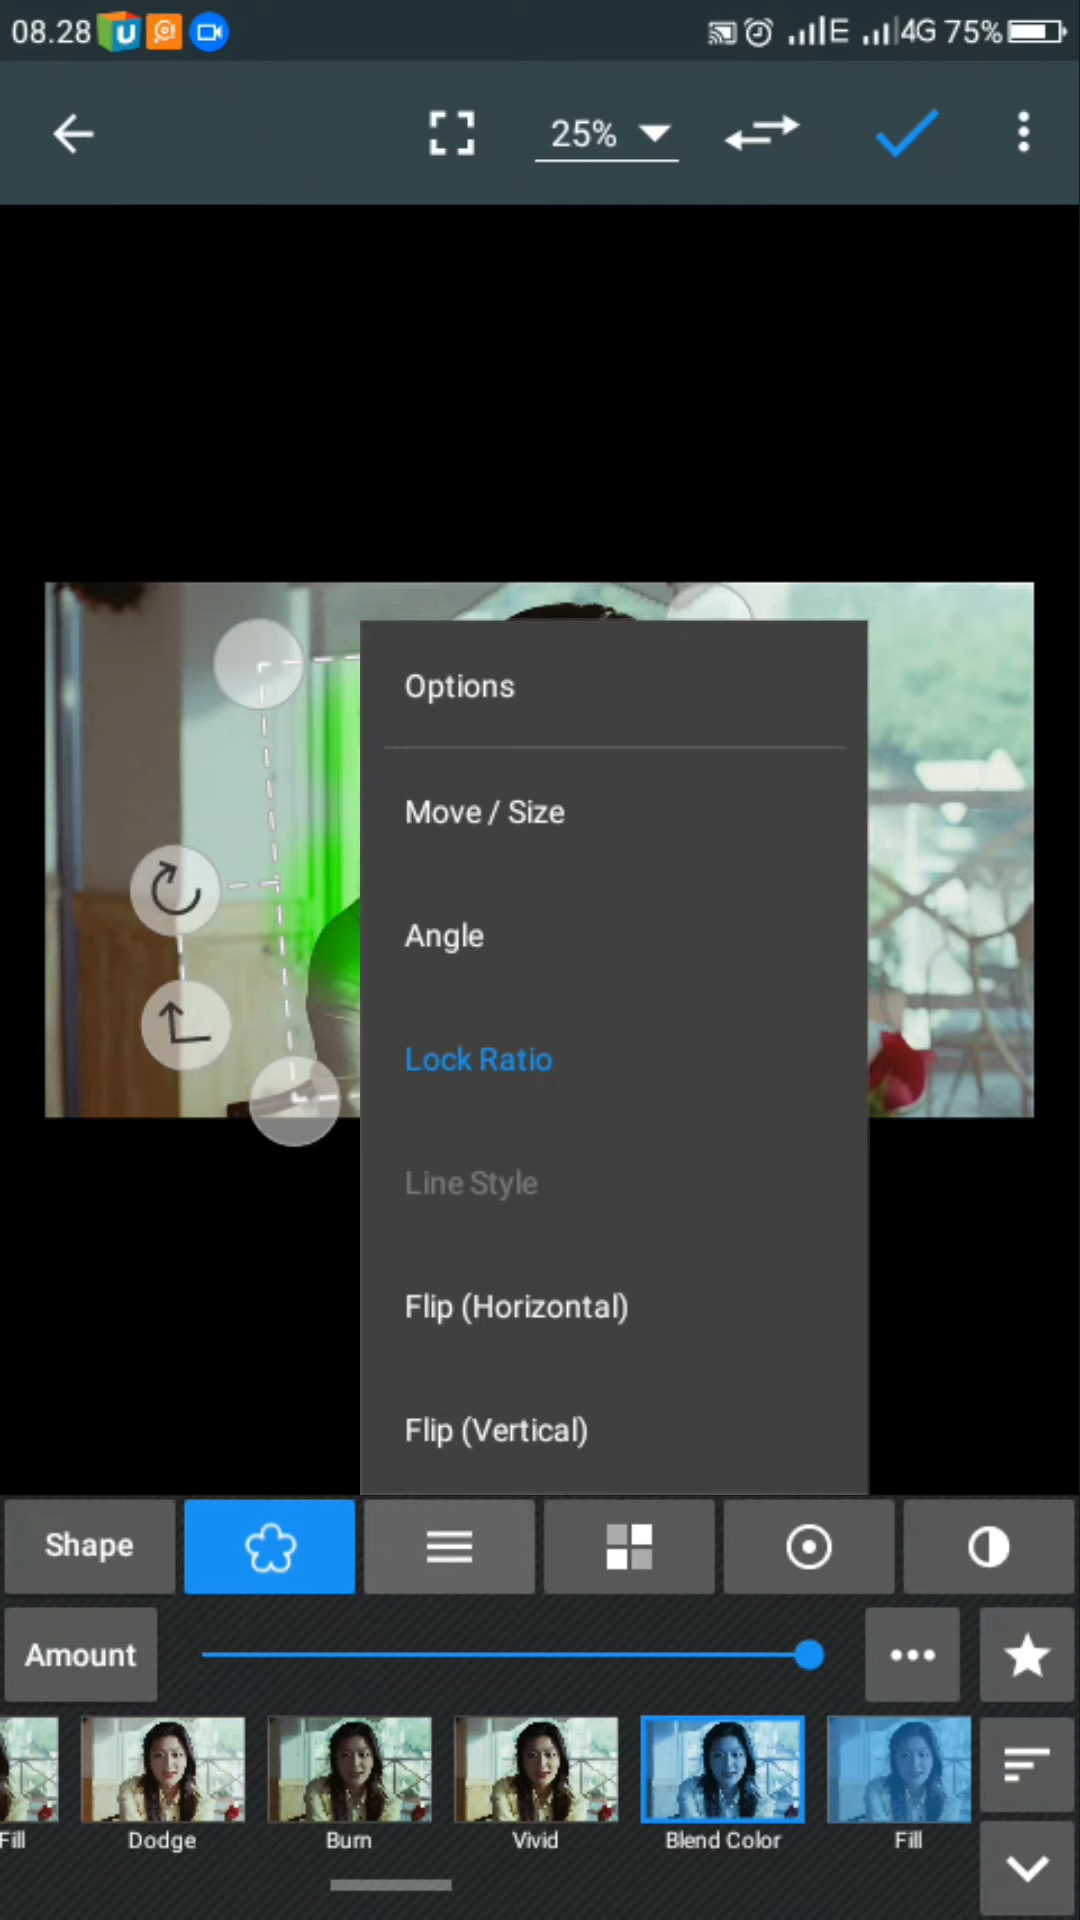 08.28 U E 4G 75%
25%
Options
Move / Size
Angle
Lock Ratio
Line Style
Flip (Horizontal)
Flip (Vertical)
Shape
Amount
Fill Dodge Burn Vivid Blend Color Fill